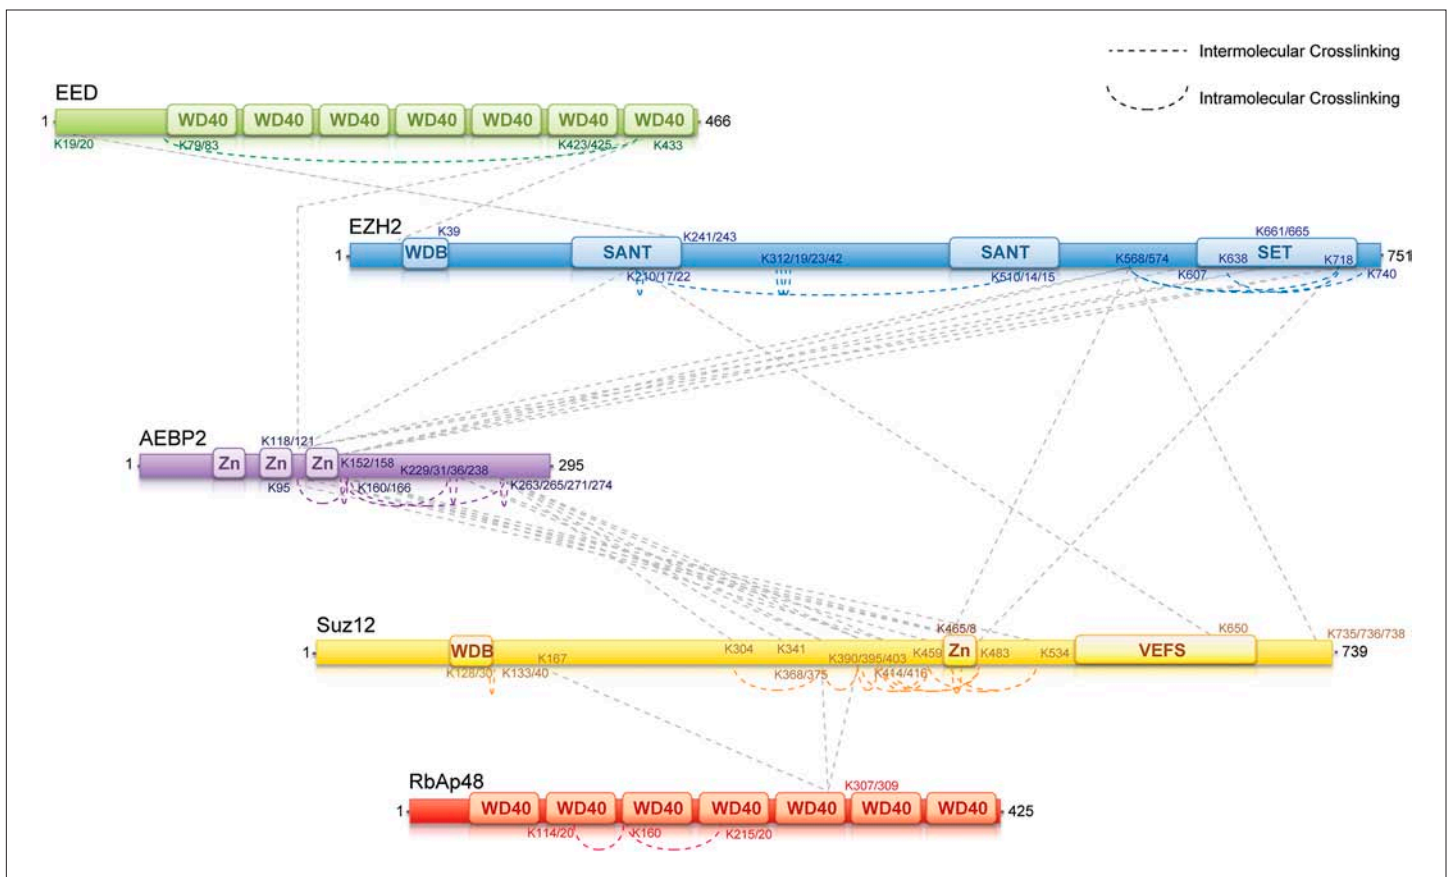 Intermolecular Crosslinking
Intramolecular Crosslinking
EED
1 WD40 WD40 WD40 WD40 WD40 WD40 WD40 466
K19/20 K79/83 K423/425 K433
EZH2
K39 K241/243 K661/665
1 WDB SANT SANT SET 751
K312/19/23/42 K568/574 K638 K718
K210/17/22 K510/14/15 K607 K740
AEBP2
K118/121
1 Zn Zn Zn K152/158 295
K229/31/36/238
K95 K160/166 K263/265/271/274
Suz12
K465/8 K650 K735/736/738
1 WDB K304 K341 K459 Zn K483 K534 VEFS 739
K167 K390/395/403
K128/30 K133/40 K368/375 K414/416
RbAp48
K307/309
1 WD40 WD40 WD40 WD40 WD40 WD40 WD40 425
K114/20 K160 K215/20